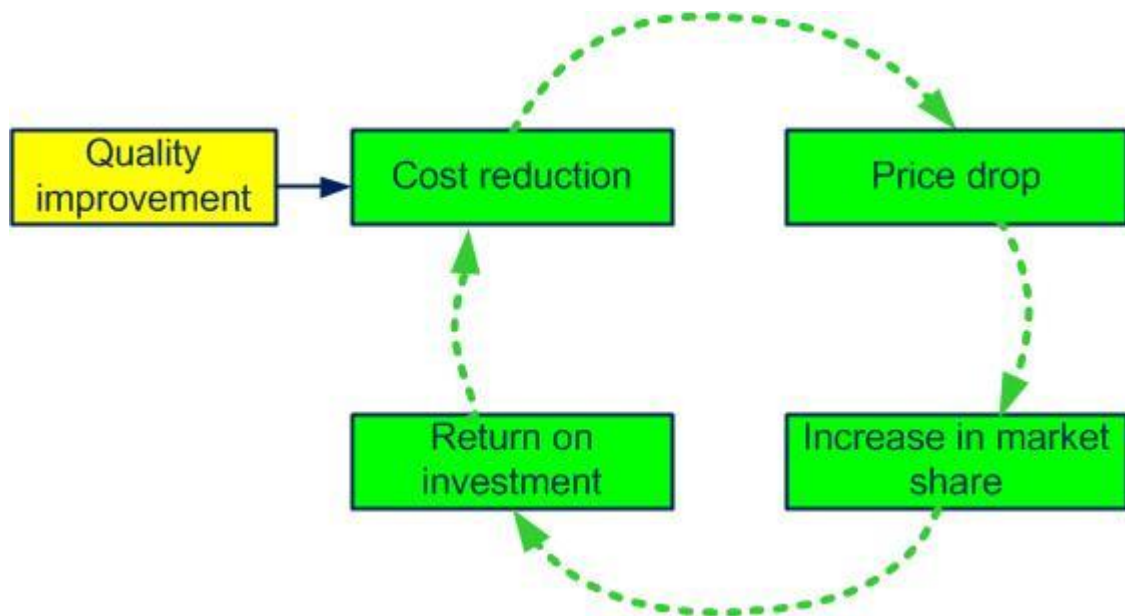 Quality
improvement
Cost reduction
Price drop
Return on
investment
Increase in market
share